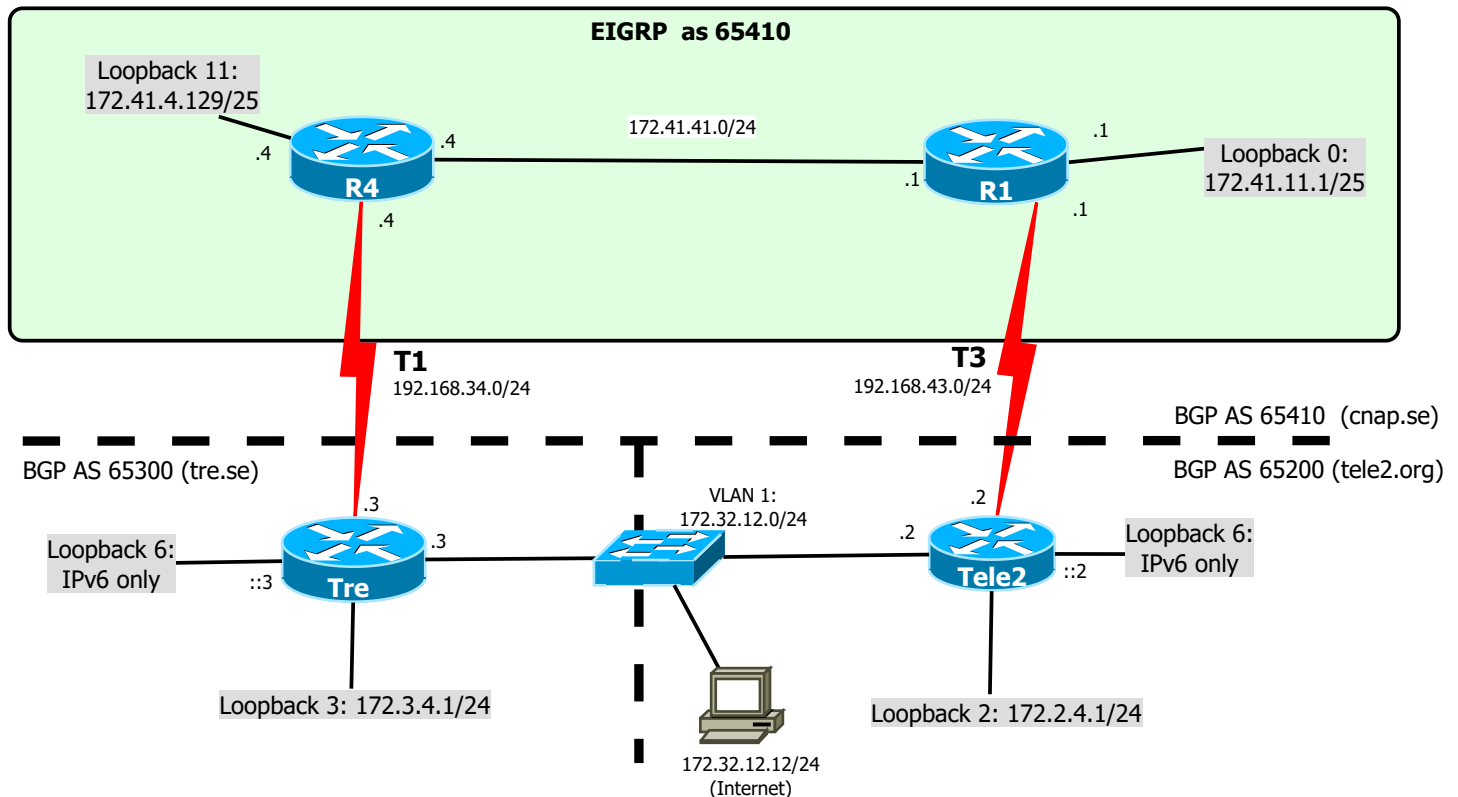 EIGRP as 65410
Loopback 11:
172.41.4.129/25
.4
.4
172.41.41.0/24
.1
.1
Loopback 0:
172.41.11.1/25
R4
R1
.4
.1
T1
192.168.34.0/24
T3
192.168.43.0/24
BGP AS 65410 (cnap.se)
BGP AS 65300 (tre.se)
BGP AS 65200 (tele2.org)
.3
VLAN 1:
172.32.12.0/24
.2
Loopback 6:
IPv6 only
::3
.3
Tre
.2
Tele2
::2
Loopback 6:
IPv6 only
Loopback 3: 172.3.4.1/24
Loopback 2: 172.2.4.1/24
172.32.12.12/24
(Internet)